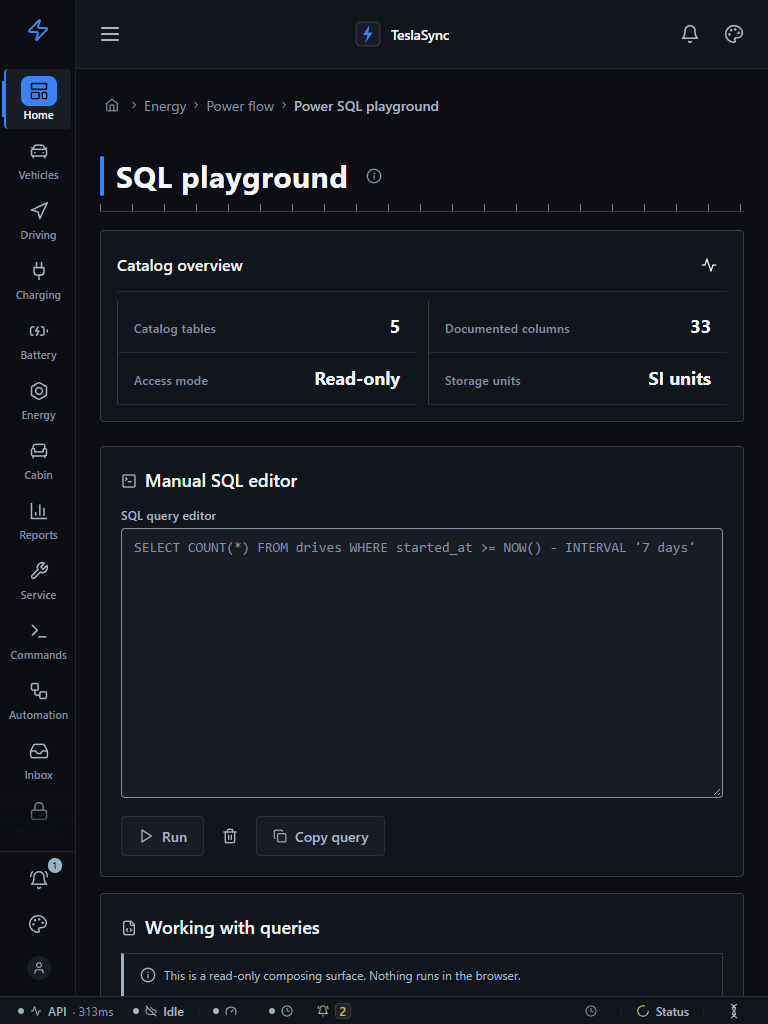 TeslaSync
Home
Vehicles
Driving
Charging
Battery
Energy
Cabin
Reports
Service
Commands
Automation
Inbox
1
Energy > Power flow > Power SQL playground
SQL playground
Catalog overview
Catalog tables 5
Documented columns 33
Access mode Read-only
Storage units SI units
Manual SQL editor
SQL query editor
SELECT COUNT(*) FROM drives WHERE started_at >= NOW() - INTERVAL '7 days'
Run
Copy query
Working with queries
This is a read-only composing surface. Nothing runs in the browser.
API · 313ms
Idle
2
Status